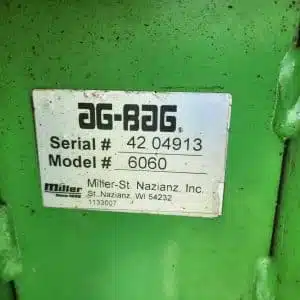 AG-BAG®
Serial # 42 04913
Model # 6060
Miller Miller-St. Nazianz, Inc.
St. Nazianz, WI 54232
1133007